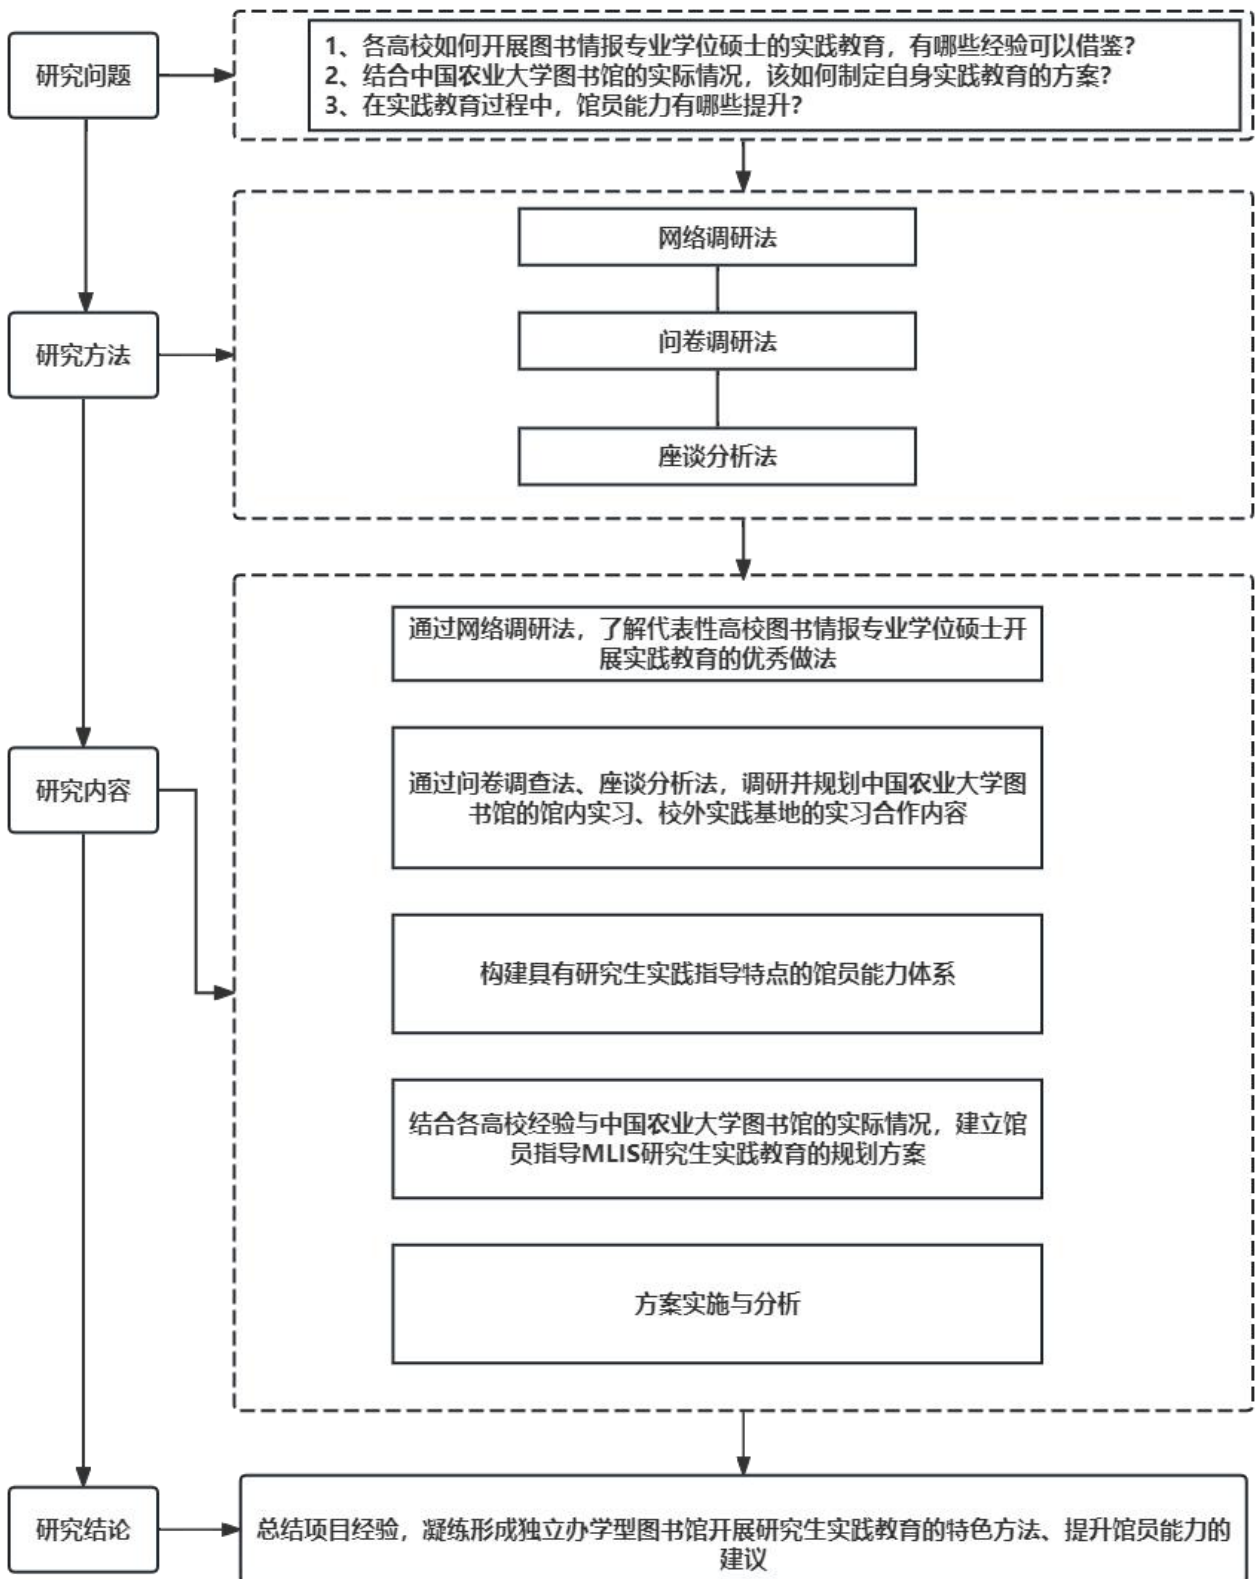 研究问题
1、各高校如何开展图书情报专业学位硕士的实践教育，有哪些经验可以借鉴？
2、结合中国农业大学图书馆的实际情况，该如何制定自身实践教育的方案？
3、在实践教育过程中，馆员能力有哪些提升？
研究方法
网络调研法
问卷调研法
座谈分析法
研究内容
通过网络调研法，了解代表性高校图书情报专业学位硕士开
展实践教育的优秀做法
通过问卷调查法、座谈分析法，调研并规划中国农业大学图
书馆的馆内实习、校外实践基地的实习合作内容
构建具有研究生实践指导特点的馆员能力体系
结合各高校经验与中国农业大学图书馆的实际情况，建立馆
员指导MLIS研究生实践教育的规划方案
方案实施与分析
研究结论
总结项目经验，凝练形成独立办学型图书馆开展研究生实践教育的特色方法、提升馆员能力的
建议